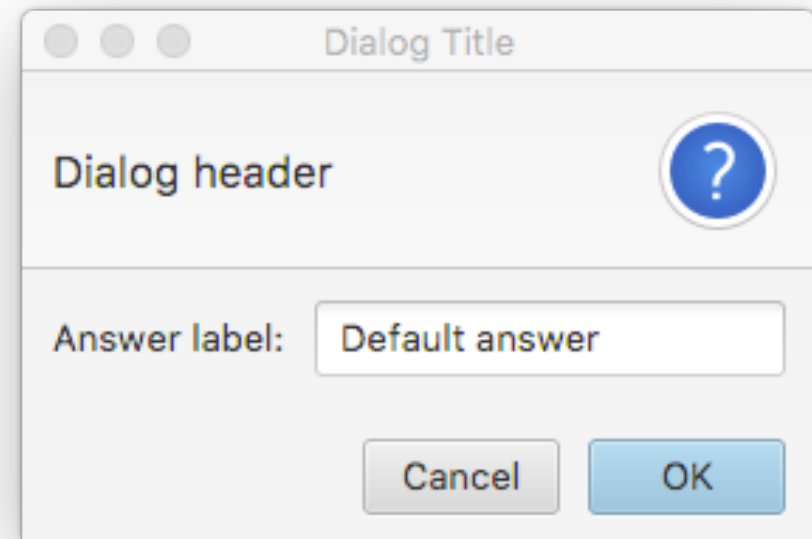 Dialog Title
Dialog header
?
Answer label: Default answer
Cancel OK